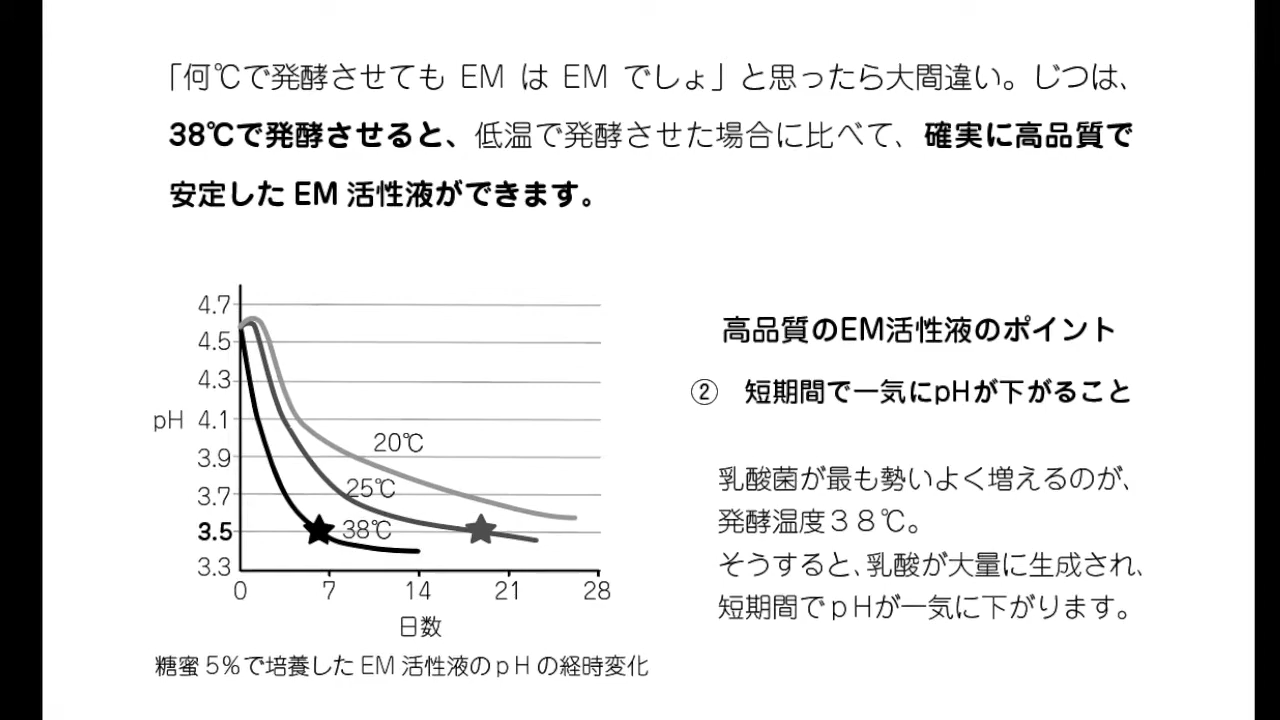 「何℃で発酵させても EM は EM でしょ」と思ったら大間違い。じつは、
38℃で発酵させると、低温で発酵させた場合に比べて、確実に高品質で
安定した EM 活性液ができます。
4.7
4.5
4.3
pH 4.1
3.9
3.7
3.5
3.3
20℃
25℃
38℃
0 7 14 21 28
日数
糖蜜 5%で培養した EM 活性液のｐH の経時変化
高品質のEM活性液のポイント
② 短期間で一気にpHが下がること
乳酸菌が最も勢いよく増えるのが、
発酵温度３８℃。
そうすると、乳酸が大量に生成され、
短期間でｐHが一気に下がります。